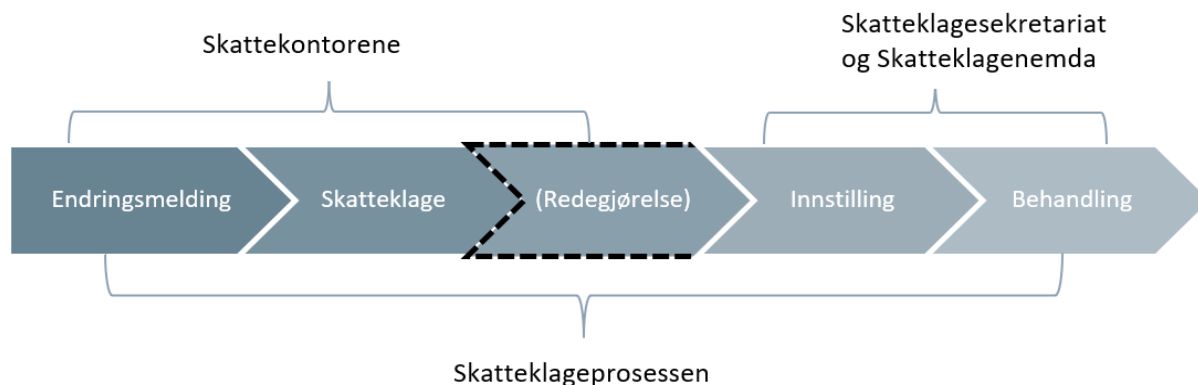 Skattekontorene
Skatteklagesekretariat
og Skatteklagenemda
Endringsmelding
Skatteklage
(Redegjørelse)
Innstilling
Behandling
Skatteklageprosessen